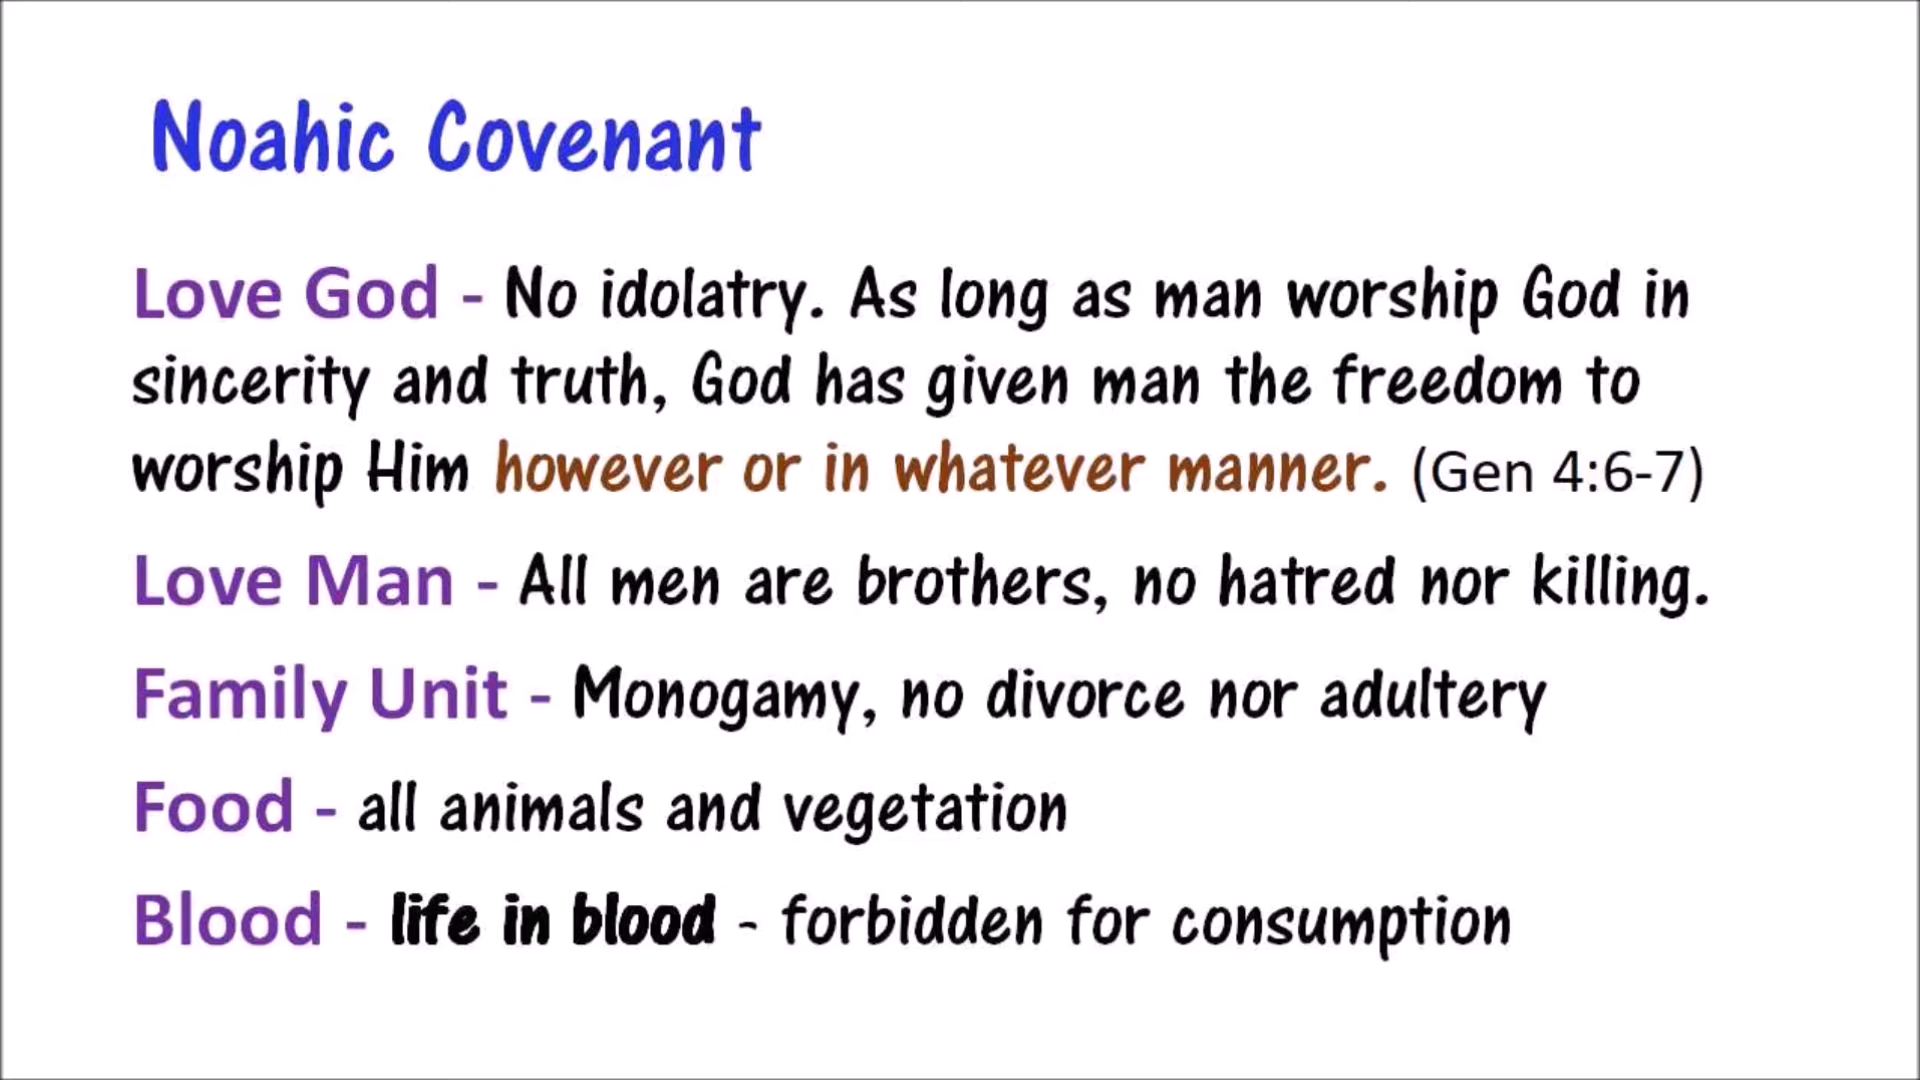 Noahic Covenant
Love God - No idolatry. As long as man worship God in
sincerity and truth, God has given man the freedom to
worship Him however or in whatever manner. (Gen 4:6-7)
Love Man - All men are brothers, no hatred nor killing.
Family Unit - Monogamy, no divorce nor adultery
Food - all animals and vegetation
Blood - life in blood - forbidden for consumption